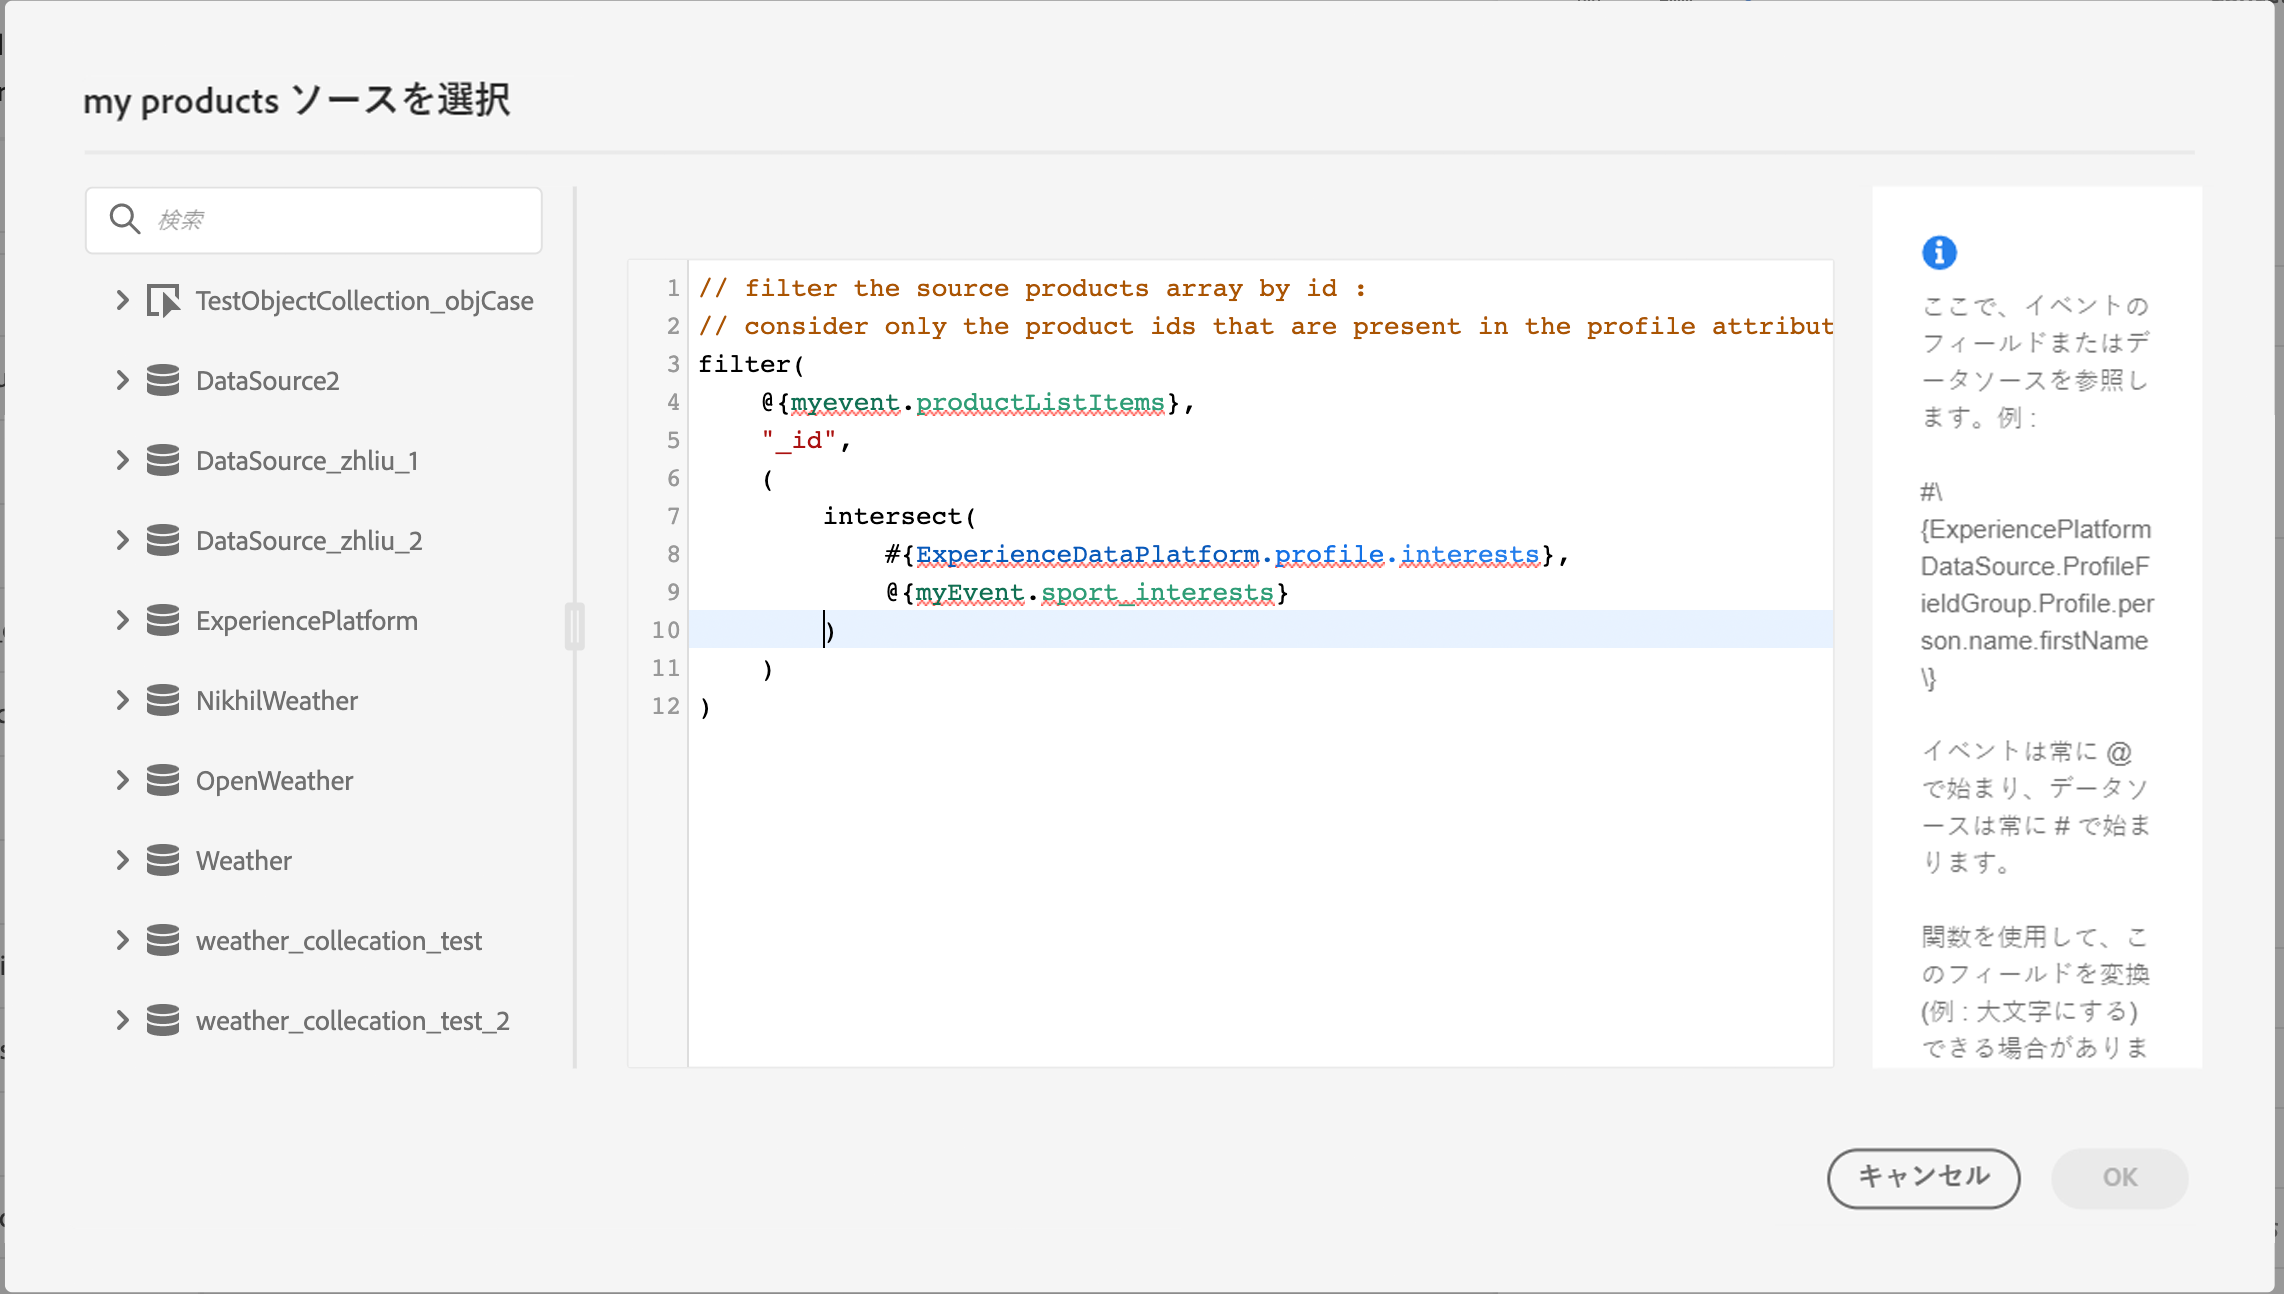 my products ソースを選択
検索
TestObjectCollection_objCase
DataSource2
DataSource_zhliu_1
DataSource_zhliu_2
ExperiencePlatform
NikhilWeather
OpenWeather
Weather
weather_collecation_test
weather_collecation_test_2
1 // filter the source products array by id :
2 // consider only the product ids that are present in the profile attribut
3 filter(
4 @{myevent.productListItems},
5 "_id",
6 (
7 intersect(
8 #{ExperienceDataPlatform.profile.interests},
9 @{myEvent.sport_interests}
10 )
11 )
12 )
ここで、イベントの
フィールドまたはデ
ータソースを参照し
ます。例 :
#\
{ExperiencePlatform
DataSource.ProfileF
ieldGroup.Profile.per
son.name.firstName
\}
イベントは常に @
で始まり、データソ
ースは常に # で始ま
ります。
関数を使用して、こ
のフィールドを変換
(例 : 大文字にする)
できる場合がありま
キャンセル
OK